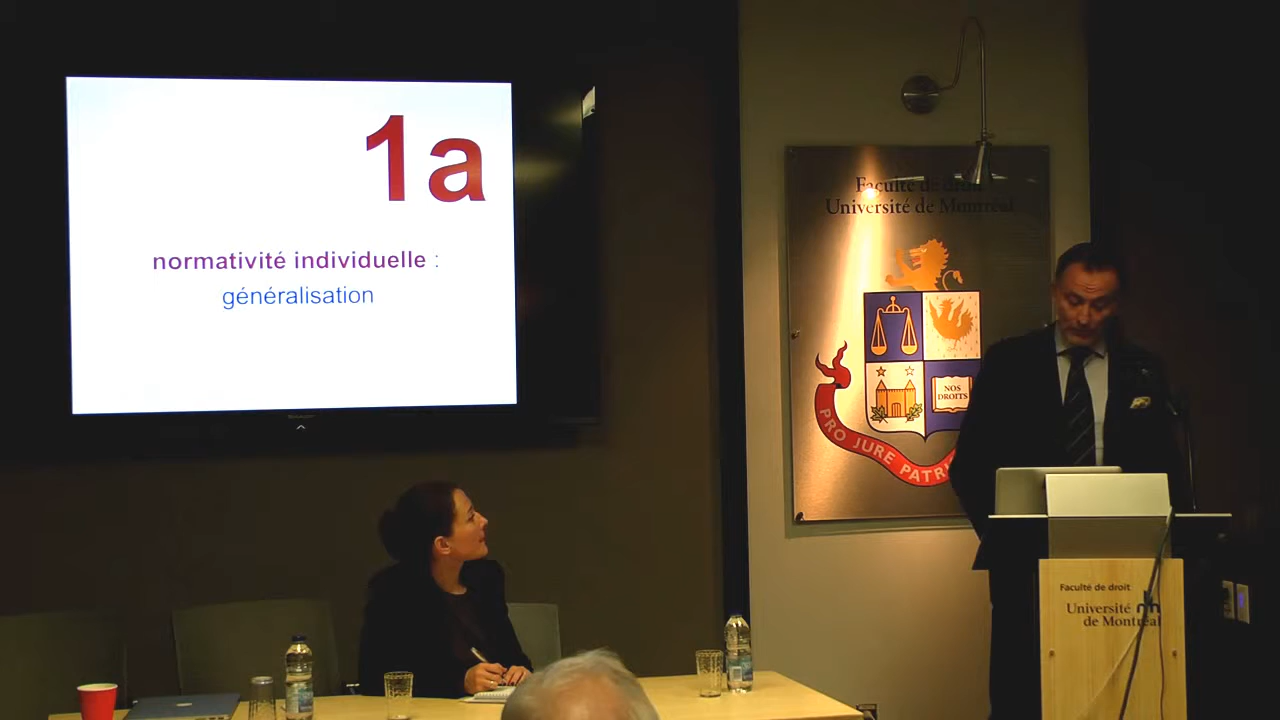 1a
normativité individuelle :
généralisation
Faculté de droit
Université de Montréal
NOS
DROITS
PRO JURE PATRI
Faculté de droit
Université
de Montréal